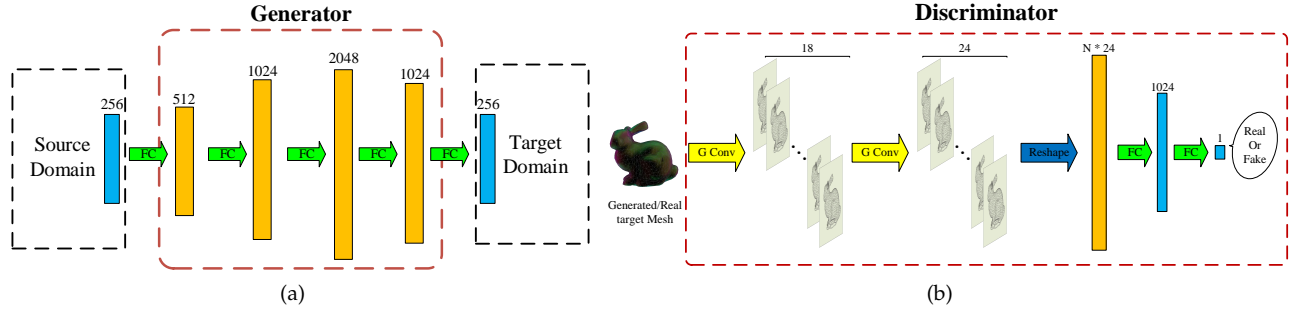 Generator
Source
Domain
256
FC
512
FC
1024
FC
2048
FC
1024
FC
256
Target
Domain
(a)
Discriminator
Generated/Real
target Mesh
G Conv
18
G Conv
24
Reshape
N * 24
FC
1024
FC
1
Real
Or
Fake
(b)